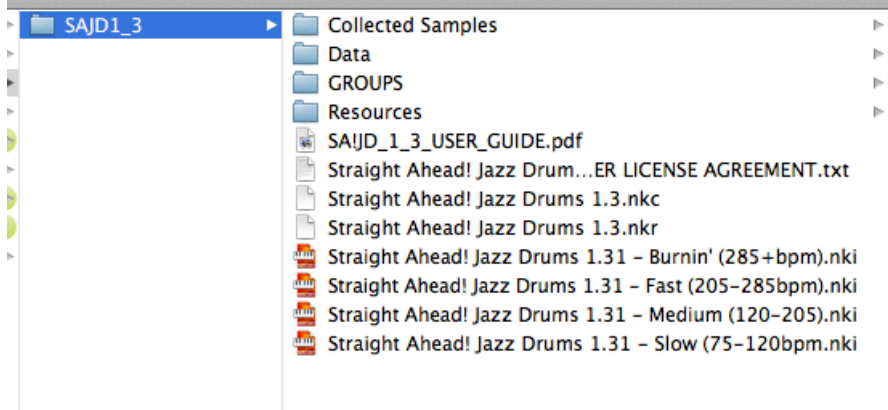 SAJD1_3
Collected Samples
Data
GROUPS
Resources
SA!JD_1_3_USER_GUIDE.pdf
Straight Ahead! Jazz Drum...ER LICENSE AGREEMENT.txt
Straight Ahead! Jazz Drums 1.3.nkc
Straight Ahead! Jazz Drums 1.3.nkr
Straight Ahead! Jazz Drums 1.31 – Burnin' (285+bpm).nki
Straight Ahead! Jazz Drums 1.31 – Fast (205–285bpm).nki
Straight Ahead! Jazz Drums 1.31 – Medium (120–205).nki
Straight Ahead! Jazz Drums 1.31 – Slow (75–120bpm.nki